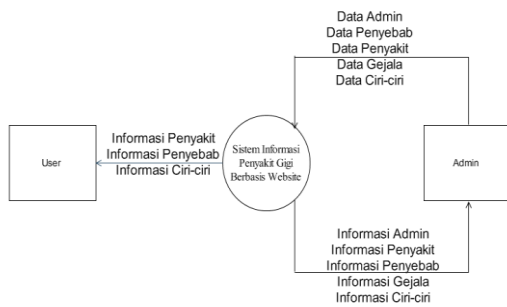 Data Admin
Data Penyebab
Data Penyakit
Data Gejala
Data Ciri-ciri
User
Informasi Penyakit
Informasi Penyebab
Informasi Ciri-ciri
Sistem Informasi
Penyakit Gigi
Berbasis Website
Admin
Informasi Admin
Informasi Penyakit
Informasi Penyebab
Informasi Gejala
Informasi Ciri-ciri